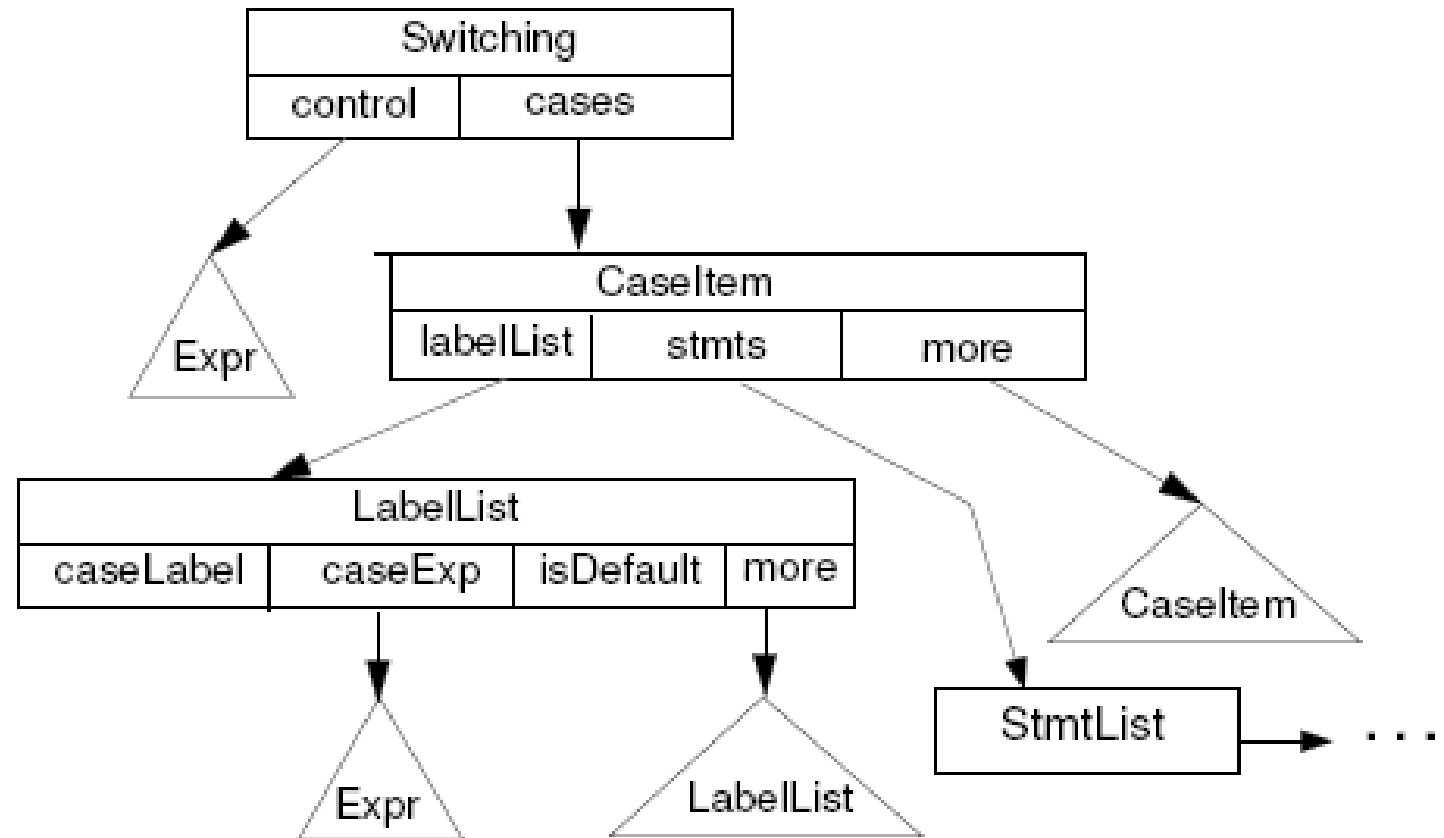 Switching
control cases
CaseItem
labelList stmts more
Expr
LabelList
caseLabel caseExp isDefault more
CaseItem
StmtList . . .
Expr
LabelList